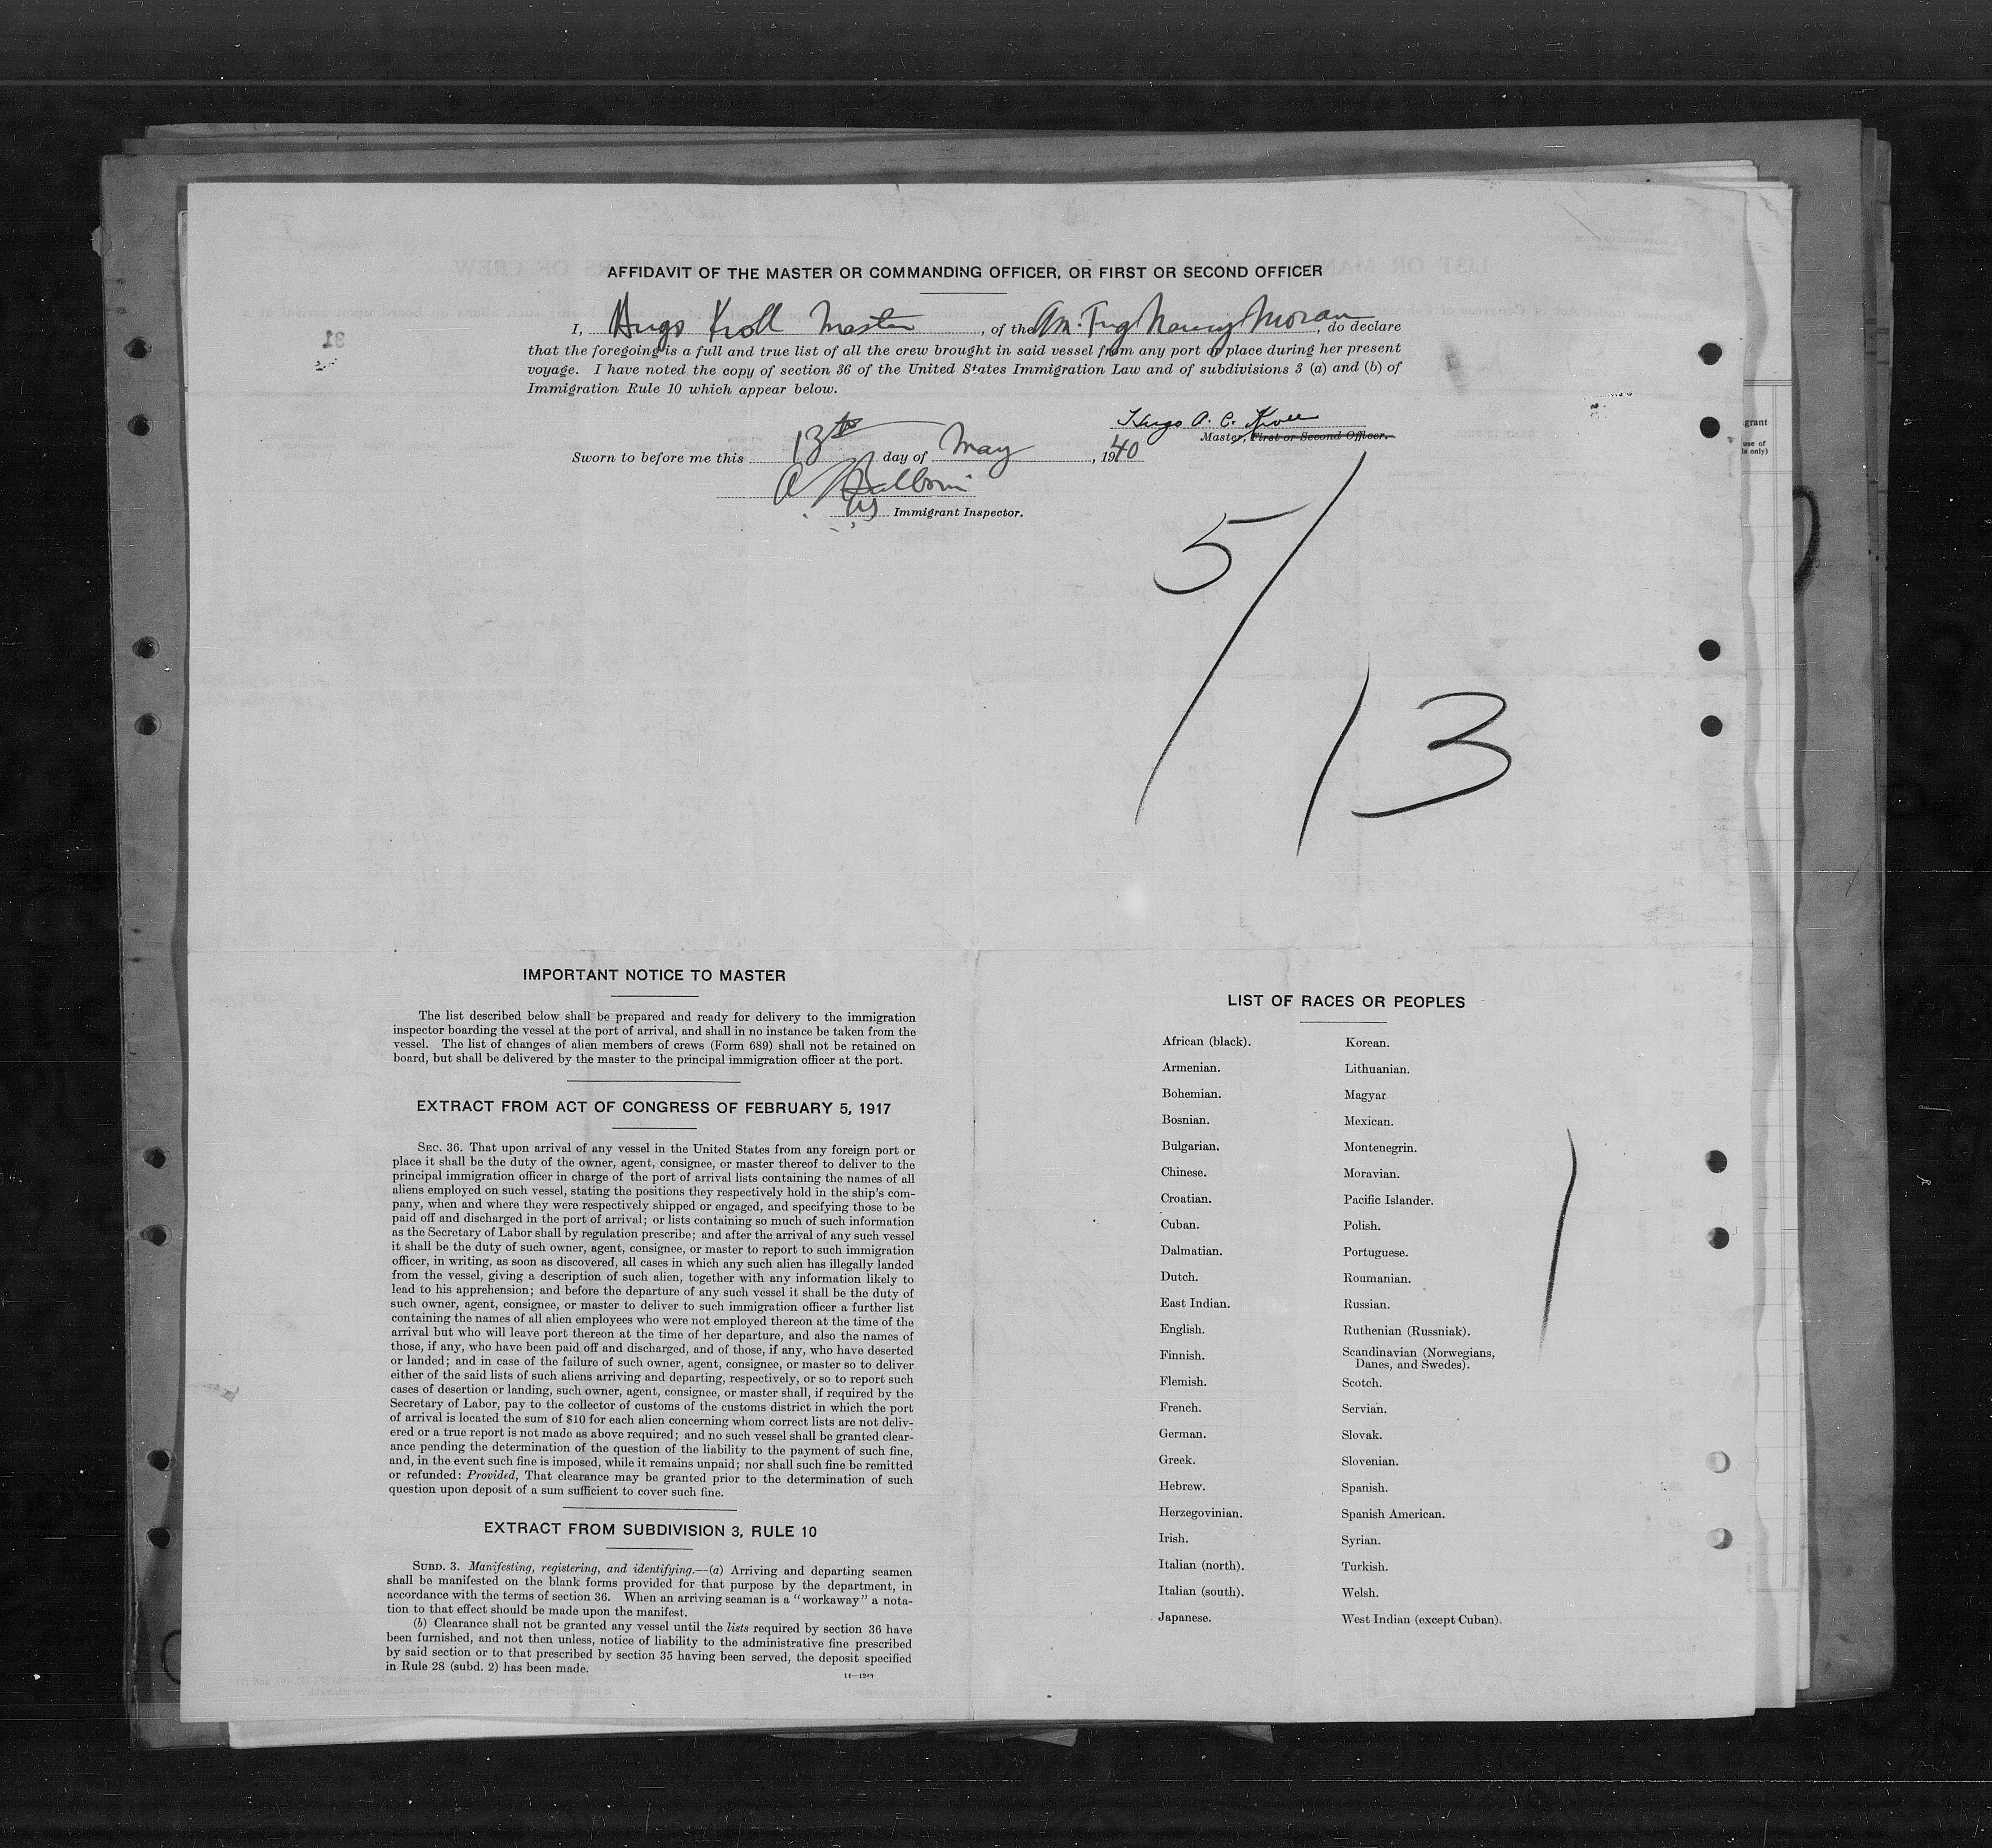 AFFIDAVIT OF THE MASTER OR COMMANDING OFFICER, OR FIRST OR SECOND OFFICER
I, Hugo Kroll Master, of the Am. Tug Nancy Moran, do declare
that the foregoing is a full and true list of all the crew brought in said vessel from any port or place during her present
voyage. I have noted the copy of section 36 of the United States Immigration Law and of subdivisions 3 (a) and (b) of
Immigration Rule 10 which appear below.
Hugo A. C. Kroll
Master, First or Second Officer.
Sworn to before me this 13th day of May, 1940
Immigrant Inspector.
5/13
grant
use of
ls only)
IMPORTANT NOTICE TO MASTER
The list described below shall be prepared and ready for delivery to the immigration
inspector boarding the vessel at the port of arrival, and shall in no instance be taken from the
vessel. The list of changes of alien members of crews (Form 689) shall not be retained on
board, but shall be delivered by the master to the principal immigration officer at the port.
EXTRACT FROM ACT OF CONGRESS OF FEBRUARY 5, 1917
SEC. 36. That upon arrival of any vessel in the United States from any foreign port or
place it shall be the duty of the owner, agent, consignee, or master thereof to deliver to the
principal immigration officer in charge of the port of arrival lists containing the names of all
aliens employed on such vessel, stating the positions they respectively hold in the ship's com-
pany, when and where they were respectively shipped or engaged, and specifying those to be
paid off and discharged in the port of arrival; or lists containing so much of such information
as the Secretary of Labor shall by regulation prescribe; and after the arrival of any such vessel
it shall be the duty of such owner, agent, consignee, or master to report to such immigration
officer, in writing, as soon as discovered, all cases in which any such alien has illegally landed
from the vessel, giving a description of such alien, together with any information likely to
lead to his apprehension; and before the departure of any such vessel it shall be the duty of
such owner, agent, consignee, or master to deliver to such immigration officer a further list
containing the names of all alien employees who were not employed thereon at the time of the
arrival but who will leave port thereon at the time of her departure, and also the names of
those, if any, who have been paid off and discharged, and of those, if any, who have deserted
or landed; and in case of the failure of such owner, agent, consignee, or master so to deliver
either of the said lists of such aliens arriving and departing, respectively, or so to report such
cases of desertion or landing, such owner, agent, consignee, or master shall, if required by the
Secretary of Labor, pay to the collector of customs of the customs district in which the port
of arrival is located the sum of $10 for each alien concerning whom correct lists are not deliv-
ered or a true report is not made as above required; and no such vessel shall be granted clear-
ance pending the determination of the question of the liability to the payment of such fine,
and, in the event such fine is imposed, while it remains unpaid; nor shall such fine be remitted
or refunded: Provided, That clearance may be granted prior to the determination of such
question upon deposit of a sum sufficient to cover such fine.
EXTRACT FROM SUBDIVISION 3, RULE 10
SUBD. 3. Manifesting, registering, and identifying.—(a) Arriving and departing seamen
shall be manifested on the blank forms provided for that purpose by the department, in
accordance with the terms of section 36. When an arriving seaman is a "workaway" a nota-
tion to that effect should be made upon the manifest.
(b) Clearance shall not be granted any vessel until the lists required by section 36 have
been furnished, and not then unless, notice of liability to the administrative fine prescribed
by said section or to that prescribed by section 35 having been served, the deposit specified
in Rule 28 (subd. 2) has been made.
14—1249
LIST OF RACES OR PEOPLES
African (black).
Armenian.
Bohemian.
Bosnian.
Bulgarian.
Chinese.
Croatian.
Cuban.
Dalmatian.
Dutch.
East Indian.
English.
Finnish.
Flemish.
French.
German.
Greek.
Hebrew.
Herzegovinian.
Irish.
Italian (north).
Italian (south).
Japanese.
Korean.
Lithuanian.
Magyar
Mexican.
Montenegrin.
Moravian.
Pacific Islander.
Polish.
Portuguese.
Roumanian.
Russian.
Ruthenian (Russniak).
Scandinavian (Norwegians,
Danes, and Swedes).
Scotch.
Servian.
Slovak.
Slovenian.
Spanish.
Spanish American.
Syrian.
Turkish.
Welsh.
West Indian (except Cuban).